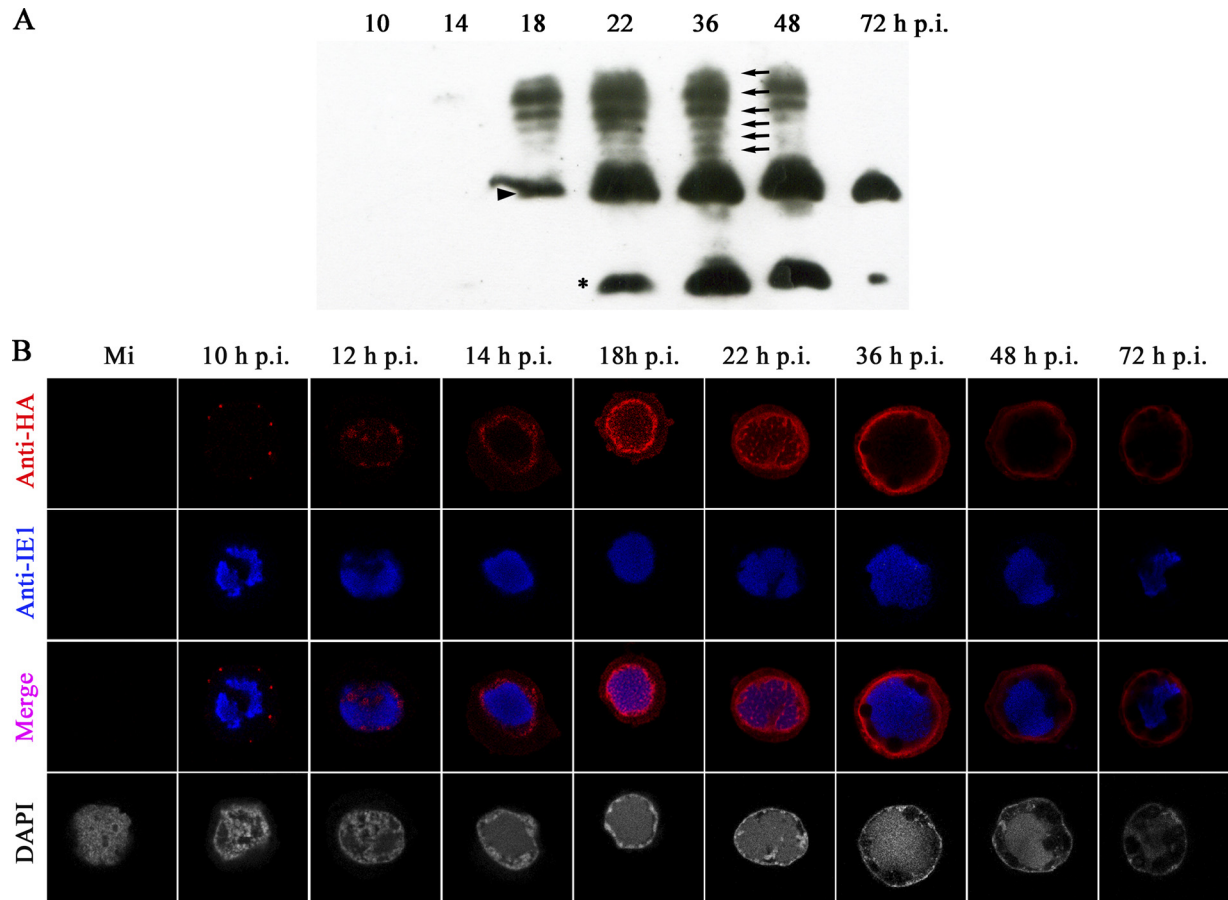 A
10 14 18 22 36 48 72 h p.i.
*
B
Mi 10 h p.i. 12 h p.i. 14 h p.i. 18h p.i. 22 h p.i. 36 h p.i. 48 h p.i. 72 h p.i.
Anti-HA
Anti-IE1
Merge
DAPI